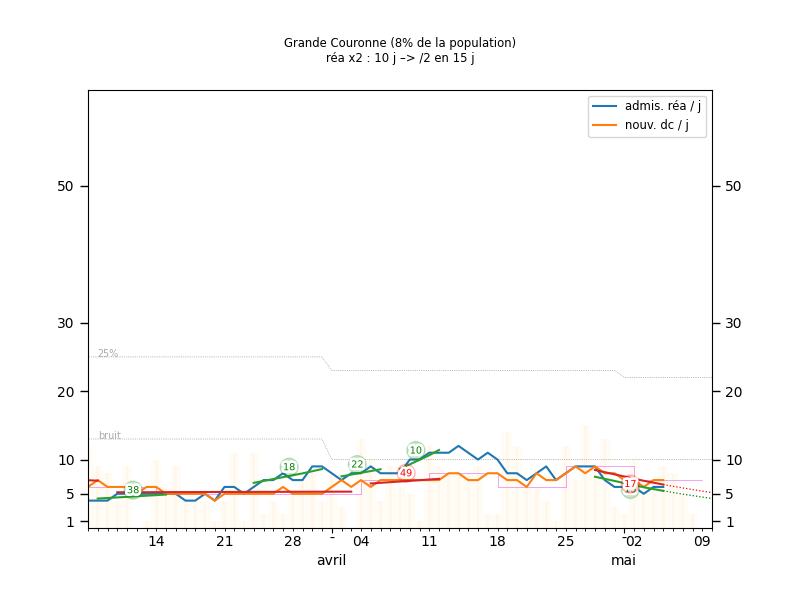 Grande Couronne (8% de la population)
réa x2 : 10 j –> /2 en 15 j
admis. réa / j
nouv. dc / j
50 50
30 30
25%
20 20
bruit
10 10
10
18 22 49
38 17
5 5
1 1
14 21 28 - 04 11 18 25 - 02 09
avril mai